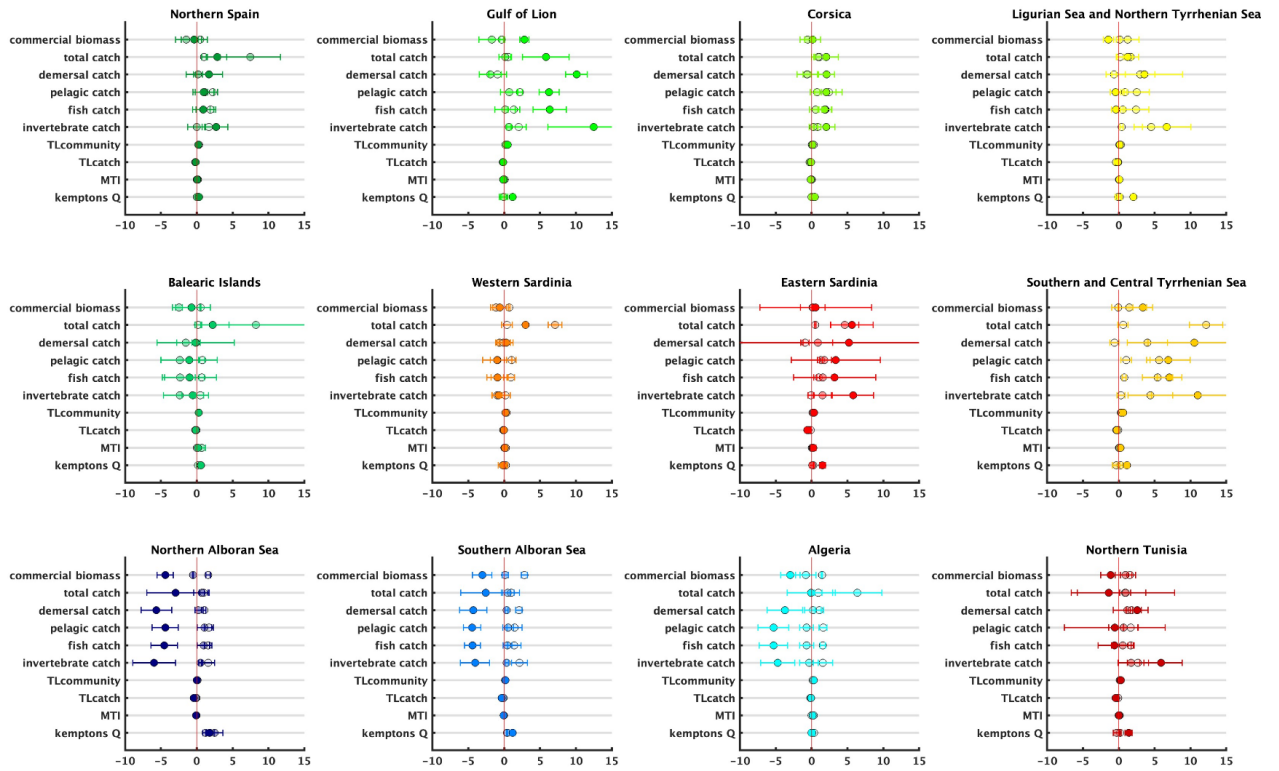 Northern Spain
commercial biomass
total catch
demersal catch
pelagic catch
fish catch
invertebrate catch
TLcommunity
TLcatch
MTI
kemptons Q
−10 −5 0 5 10 15
Gulf of Lion
commercial biomass
total catch
demersal catch
pelagic catch
fish catch
invertebrate catch
TLcommunity
TLcatch
MTI
kemptons Q
−10 −5 0 5 10 15
Corsica
commercial biomass
total catch
demersal catch
pelagic catch
fish catch
invertebrate catch
TLcommunity
TLcatch
MTI
kemptons Q
−10 −5 0 5 10 15
Ligurian Sea and Northern Tyrrhenian Sea
commercial biomass
total catch
demersal catch
pelagic catch
fish catch
invertebrate catch
TLcommunity
TLcatch
MTI
kemptons Q
−10 −5 0 5 10 15
Balearic Islands
commercial biomass
total catch
demersal catch
pelagic catch
fish catch
invertebrate catch
TLcommunity
TLcatch
MTI
kemptons Q
−10 −5 0 5 10 15
Western Sardinia
commercial biomass
total catch
demersal catch
pelagic catch
fish catch
invertebrate catch
TLcommunity
TLcatch
MTI
kemptons Q
−10 −5 0 5 10 15
Eastern Sardinia
commercial biomass
total catch
demersal catch
pelagic catch
fish catch
invertebrate catch
TLcommunity
TLcatch
MTI
kemptons Q
−10 −5 0 5 10 15
Southern and Central Tyrrhenian Sea
commercial biomass
total catch
demersal catch
pelagic catch
fish catch
invertebrate catch
TLcommunity
TLcatch
MTI
kemptons Q
−10 −5 0 5 10 15
Northern Alboran Sea
commercial biomass
total catch
demersal catch
pelagic catch
fish catch
invertebrate catch
TLcommunity
TLcatch
MTI
kemptons Q
−10 −5 0 5 10 15
Southern Alboran Sea
commercial biomass
total catch
demersal catch
pelagic catch
fish catch
invertebrate catch
TLcommunity
TLcatch
MTI
kemptons Q
−10 −5 0 5 10 15
Algeria
commercial biomass
total catch
demersal catch
pelagic catch
fish catch
invertebrate catch
TLcommunity
TLcatch
MTI
kemptons Q
−10 −5 0 5 10 15
Northern Tunisia
commercial biomass
total catch
demersal catch
pelagic catch
fish catch
invertebrate catch
TLcommunity
TLcatch
MTI
kemptons Q
−10 −5 0 5 10 15